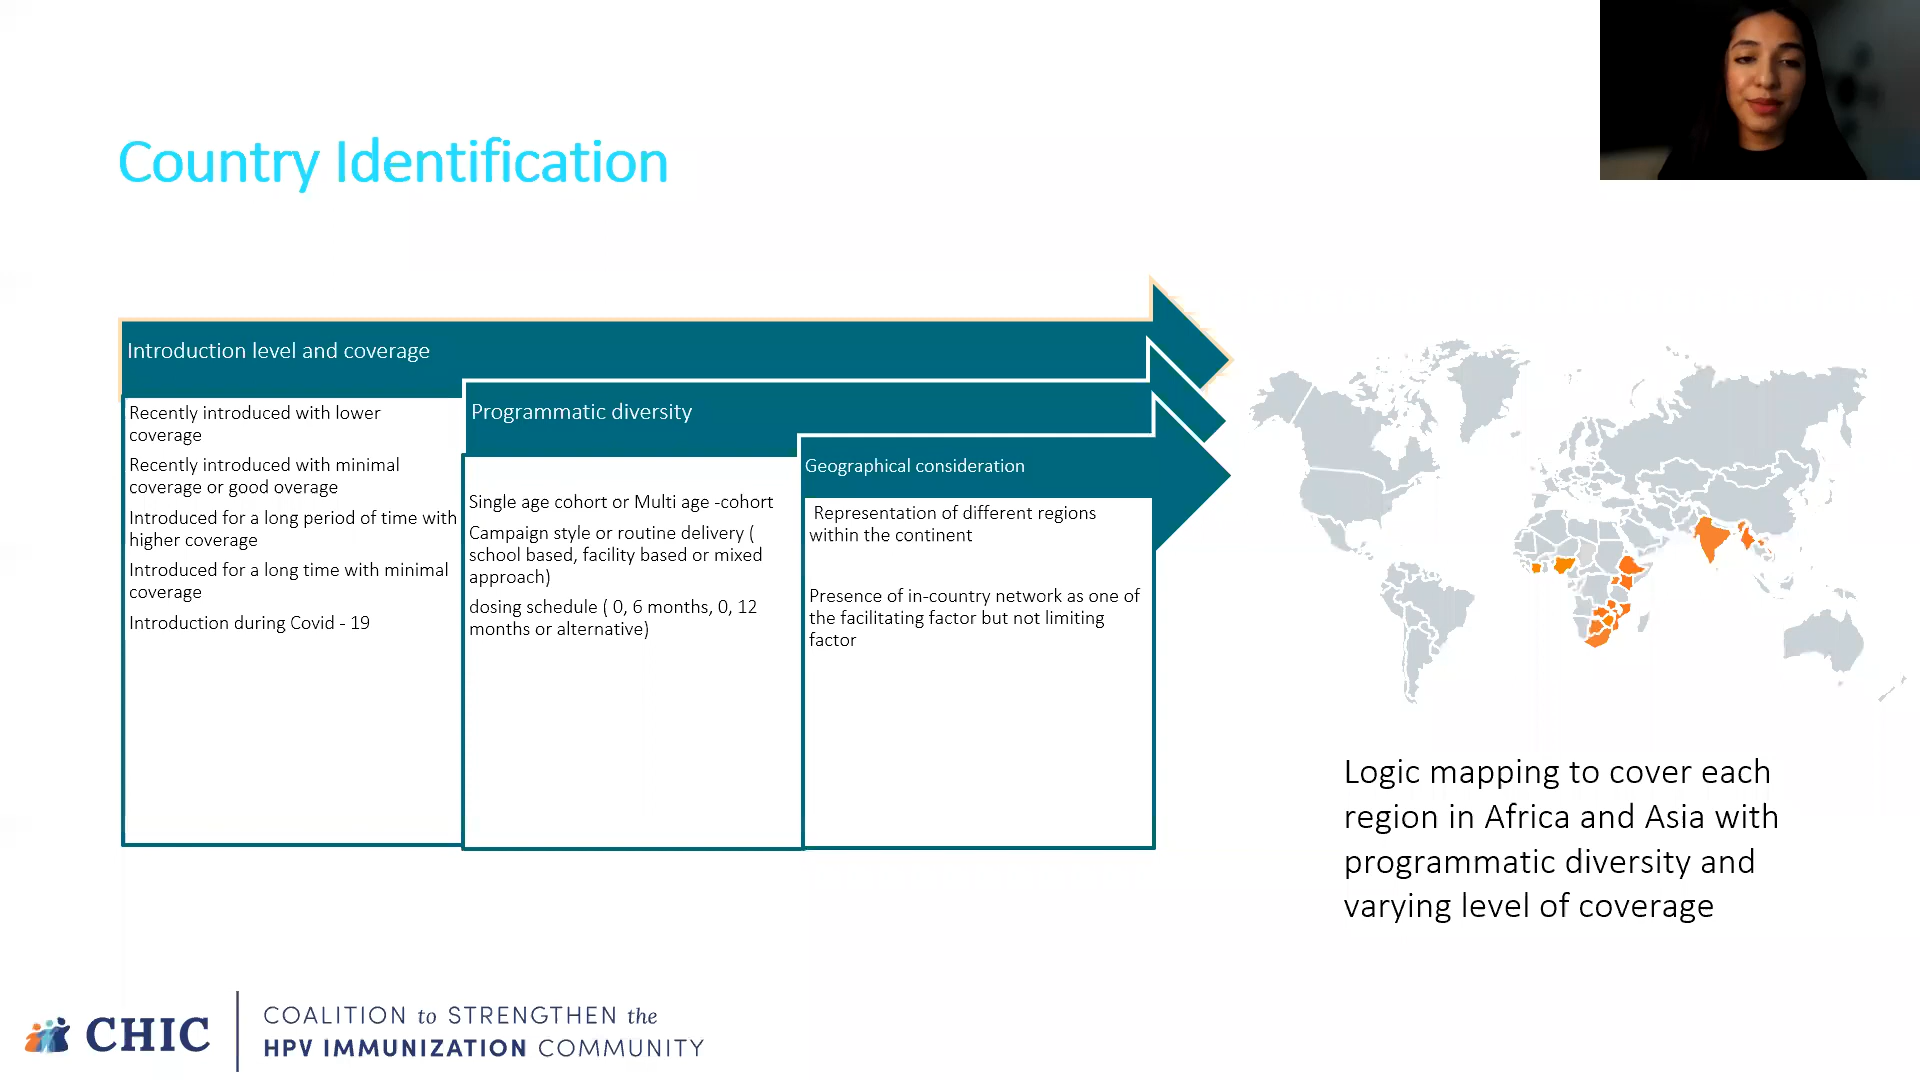 Country Identification
Introduction level and coverage
Recently introduced with lower
coverage
Recently introduced with minimal
coverage or good overage
Introduced for a long period of time with
higher coverage
Introduced for a long time with minimal
coverage
Introduction during Covid - 19
Programmatic diversity
Single age cohort or Multi age -cohort
Campaign style or routine delivery (
school based, facility based or mixed
approach)
dosing schedule ( 0, 6 months, 0, 12
months or alternative)
Geographical consideration
Representation of different regions
within the continent
Presence of in-country network as one of
the facilitating factor but not limiting
factor
Logic mapping to cover each
region in Africa and Asia with
programmatic diversity and
varying level of coverage
CHIC
COALITION to STRENGTHEN the
HPV IMMUNIZATION COMMUNITY